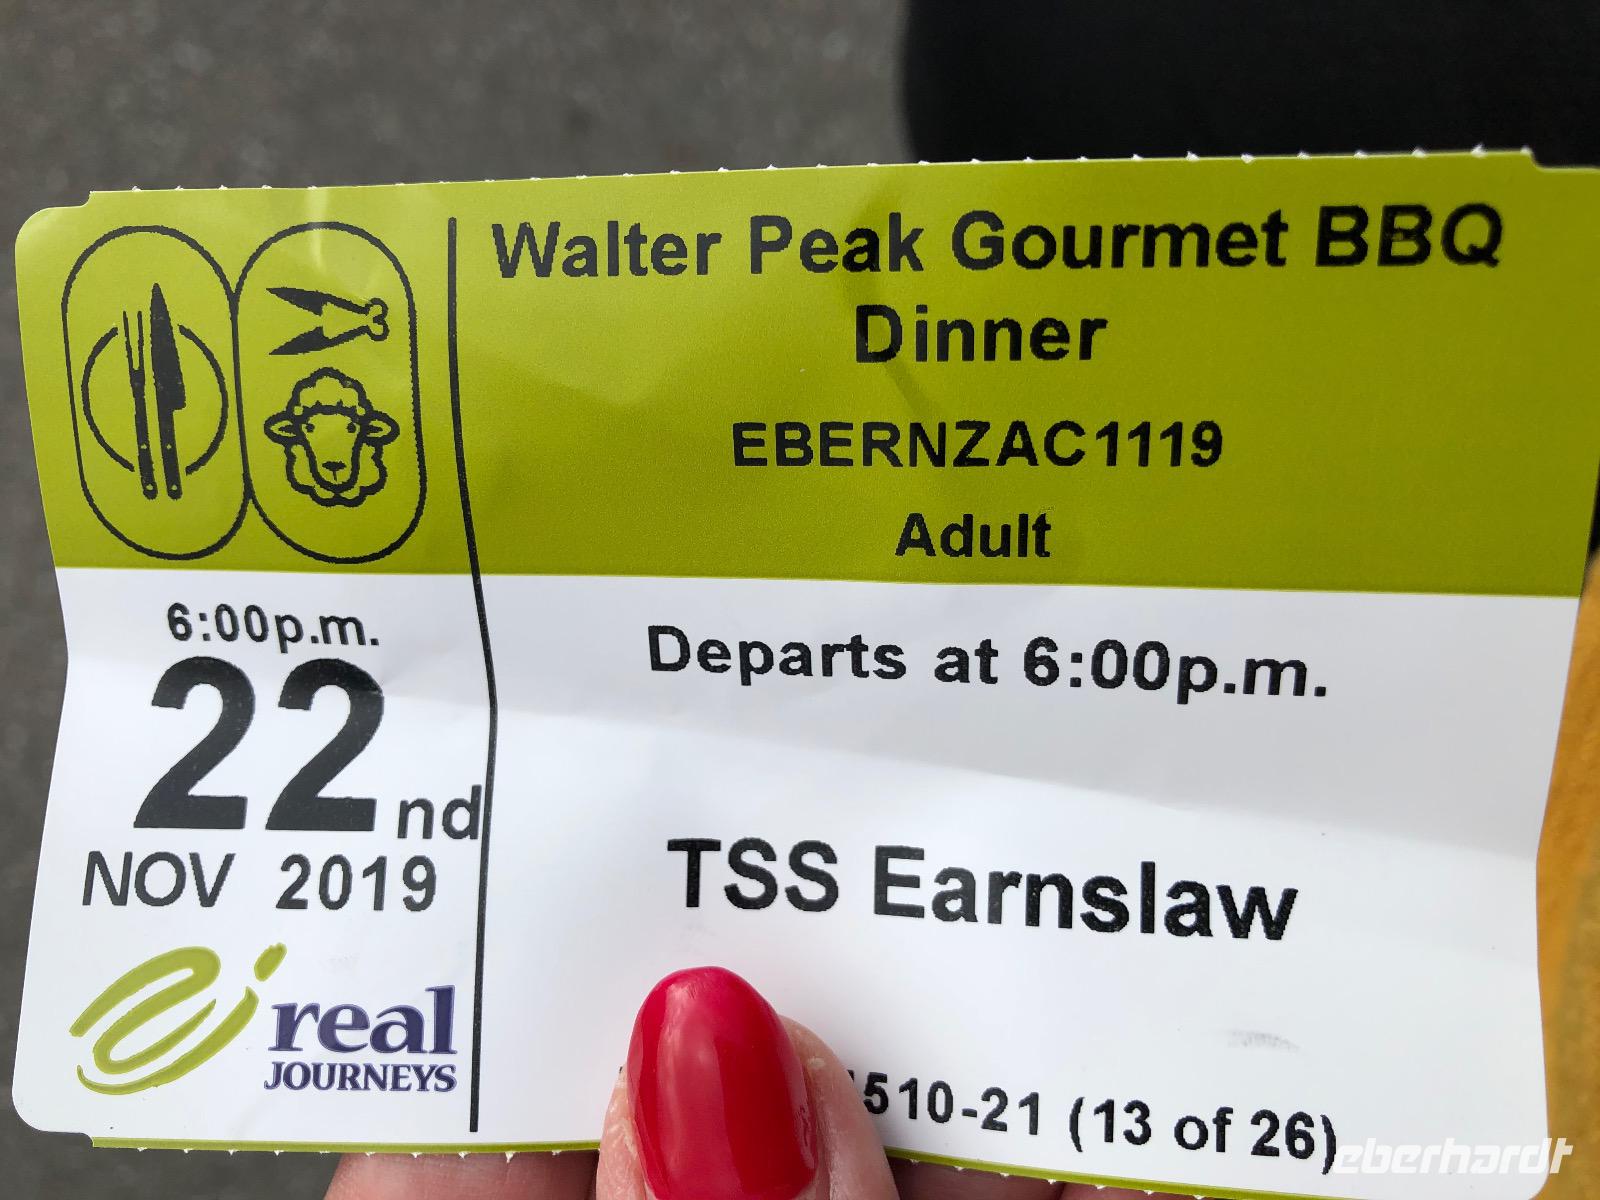 Walter Peak Gourmet BBQ
Dinner
EBERNZAC1119
Adult
6:00p.m.
22nd
NOV 2019
Departs at 6:00p.m.
TSS Earnslaw
real
JOURNEYS
510-21 (13 of 26)
eberhardt